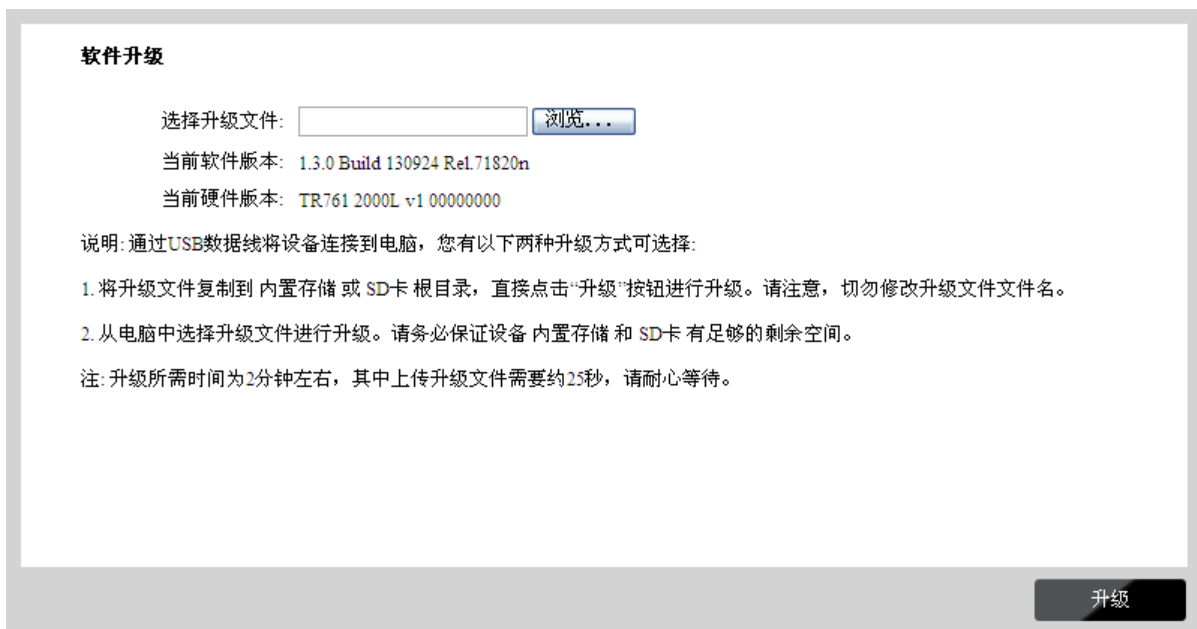 软件升级
选择升级文件: 浏览...
当前软件版本: 1.3.0 Build 130924 Rel.71820n
当前硬件版本: TR761 2000L v1 00000000
说明: 通过USB数据线将设备连接到电脑，您有以下两种升级方式可选择:
1. 将升级文件复制到 内置存储 或 SD卡 根目录，直接点击“升级”按钮进行升级。请注意，切勿修改升级文件文件名。
2. 从电脑中选择升级文件进行升级。请务必保证设备 内置存储 和 SD卡 有足够的剩余空间。
注: 升级所需时间为2分钟左右，其中上传升级文件需要约25秒，请耐心等待。
升级